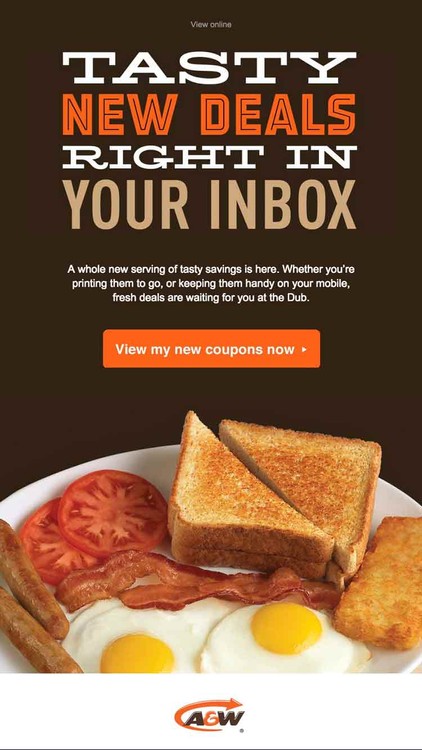 View online
TASTY
NEW DEALS
RIGHT IN
YOUR INBOX
A whole new serving of tasty savings is here. Whether you're
printing them to go, or keeping them handy on your mobile,
fresh deals are waiting for you at the Dub.
View my new coupons now
A&W®